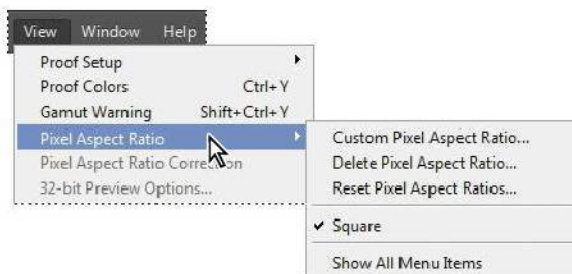 View Window Help
Proof Setup
Proof Colors Ctrl+Y
Gamut Warning Shift+Ctrl+Y
Pixel Aspect Ratio
Pixel Aspect Ratio Correction
32-bit Preview Options...
Custom Pixel Aspect Ratio...
Delete Pixel Aspect Ratio...
Reset Pixel Aspect Ratios...
Square
Show All Menu Items